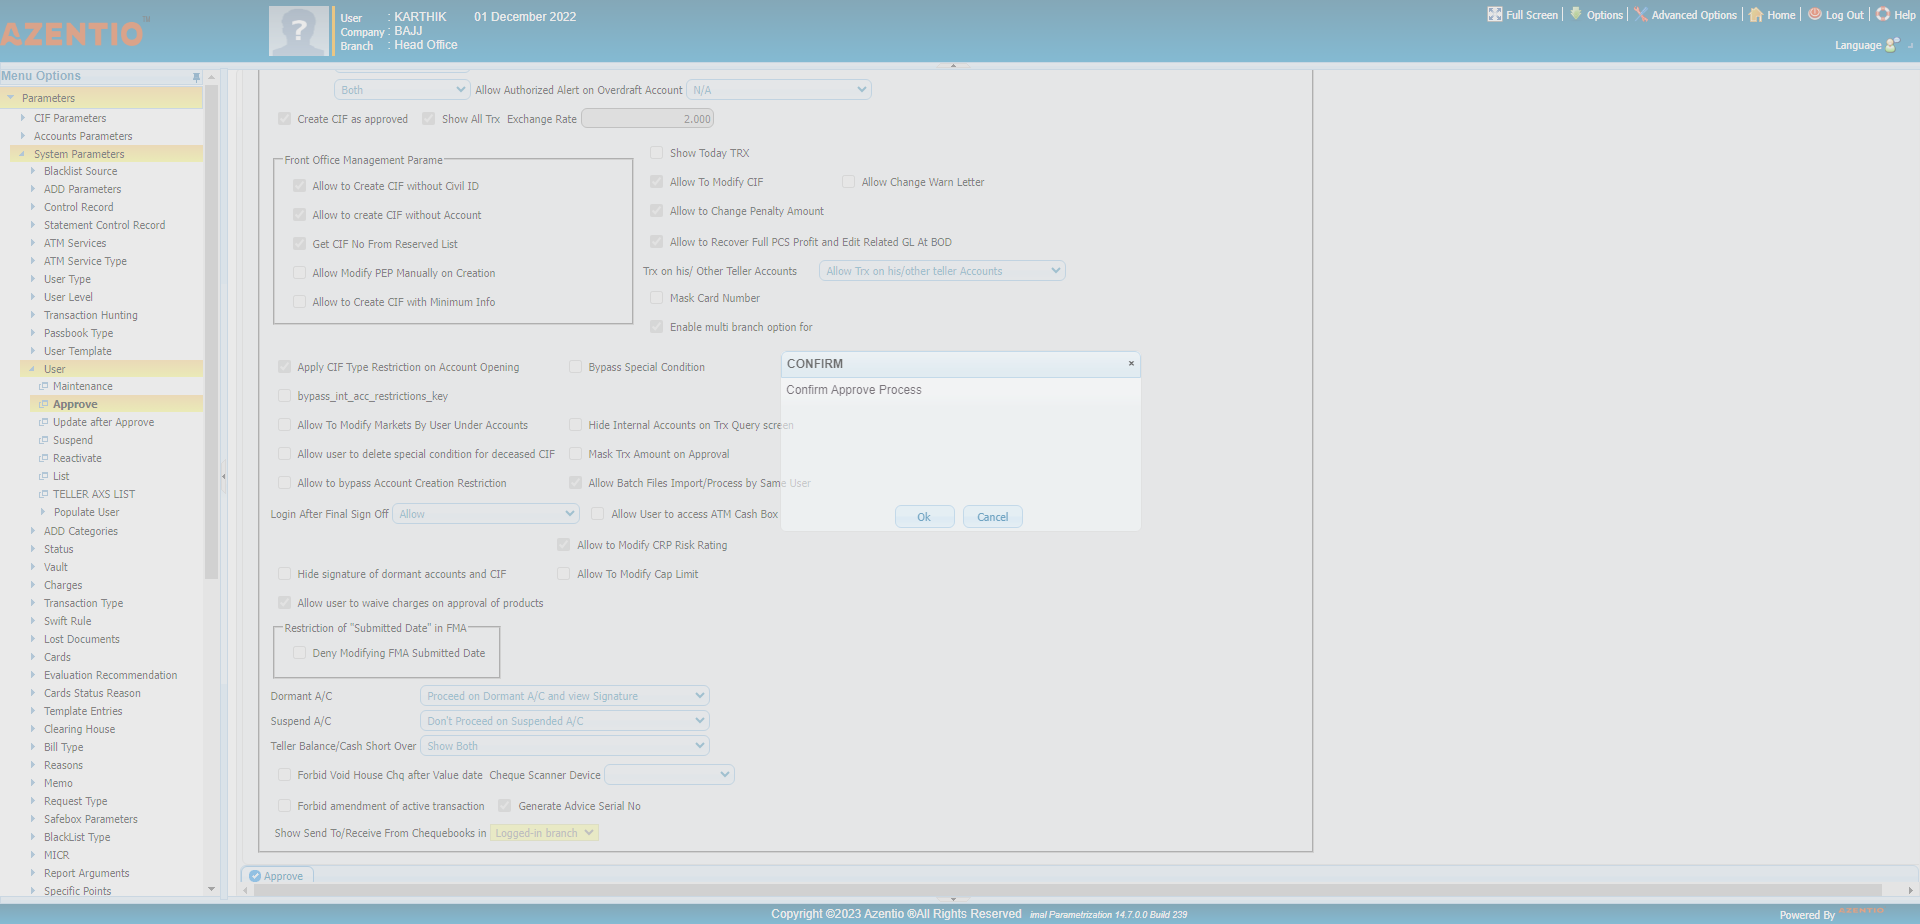 AZENTIO™
User : KARTHIK 01 December 2022
Company : BAJJ
Branch : Head Office
Full Screen Options Advanced Options Home Log Out Help
Language
Menu Options
Parameters
CIF Parameters
Accounts Parameters
System Parameters
Blacklist Source
ADD Parameters
Control Record
Statement Control Record
ATM Services
ATM Service Type
User Type
User Level
Transaction Hunting
Passbook Type
User Template
User
Maintenance
Approve
Update after Approve
Suspend
Reactivate
List
TELLER AXS LIST
Populate User
ADD Categories
Status
Vault
Charges
Transaction Type
Swift Rule
Lost Documents
Cards
Evaluation Recommendation
Cards Status Reason
Template Entries
Clearing House
Bill Type
Reasons
Memo
Request Type
Safebox Parameters
BlackList Type
MICR
Report Arguments
Specific Points
Both Allow Authorized Alert on Overdraft Account N/A
Create CIF as approved Show All Trx Exchange Rate 2.000
Front Office Management Parame
Allow to Create CIF without Civil ID
Allow to create CIF without Account
Get CIF No From Reserved List
Allow Modify PEP Manually on Creation
Allow to Create CIF with Minimum Info
Show Today TRX
Allow To Modify CIF Allow Change Warn Letter
Allow to Change Penalty Amount
Allow to Recover Full PCS Profit and Edit Related GL At BOD
Trx on his/ Other Teller Accounts Allow Trx on his/other teller Accounts
Mask Card Number
Enable multi branch option for
Apply CIF Type Restriction on Account Opening Bypass Special Condition
bypass_int_acc_restrictions_key
Allow To Modify Markets By User Under Accounts Hide Internal Accounts on Trx Query screen
Allow user to delete special condition for deceased CIF Mask Trx Amount on Approval
Allow to bypass Account Creation Restriction Allow Batch Files Import/Process by Same User
Login After Final Sign Off Allow Allow User to access ATM Cash Box
Allow to Modify CRP Risk Rating
Hide signature of dormant accounts and CIF Allow To Modify Cap Limit
Allow user to waive charges on approval of products
Restriction of "Submitted Date" in FMA
Deny Modifying FMA Submitted Date
Dormant A/C Proceed on Dormant A/C and view Signature
Suspend A/C Don't Proceed on Suspended A/C
Teller Balance/Cash Short Over Show Both
Forbid Void House Chq after Value date Cheque Scanner Device
Forbid amendment of active transaction Generate Advice Serial No
Show Send To/Receive From Chequebooks in Logged-in branch
CONFIRM
Confirm Approve Process
Ok Cancel
Approve
Copyright ©2023 Azentio ®All Rights Reserved imal Parametrization 14.7.0.0 Build 239
Powered By AZENTIO